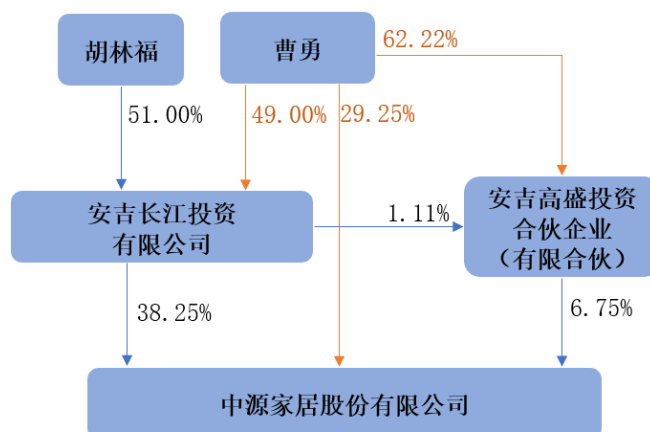 胡林福
曹勇
62.22%
51.00%
49.00%
29.25%
安吉长江投资
有限公司
1.11%
安吉高盛投资
合伙企业
（有限合伙）
38.25%
6.75%
中源家居股份有限公司